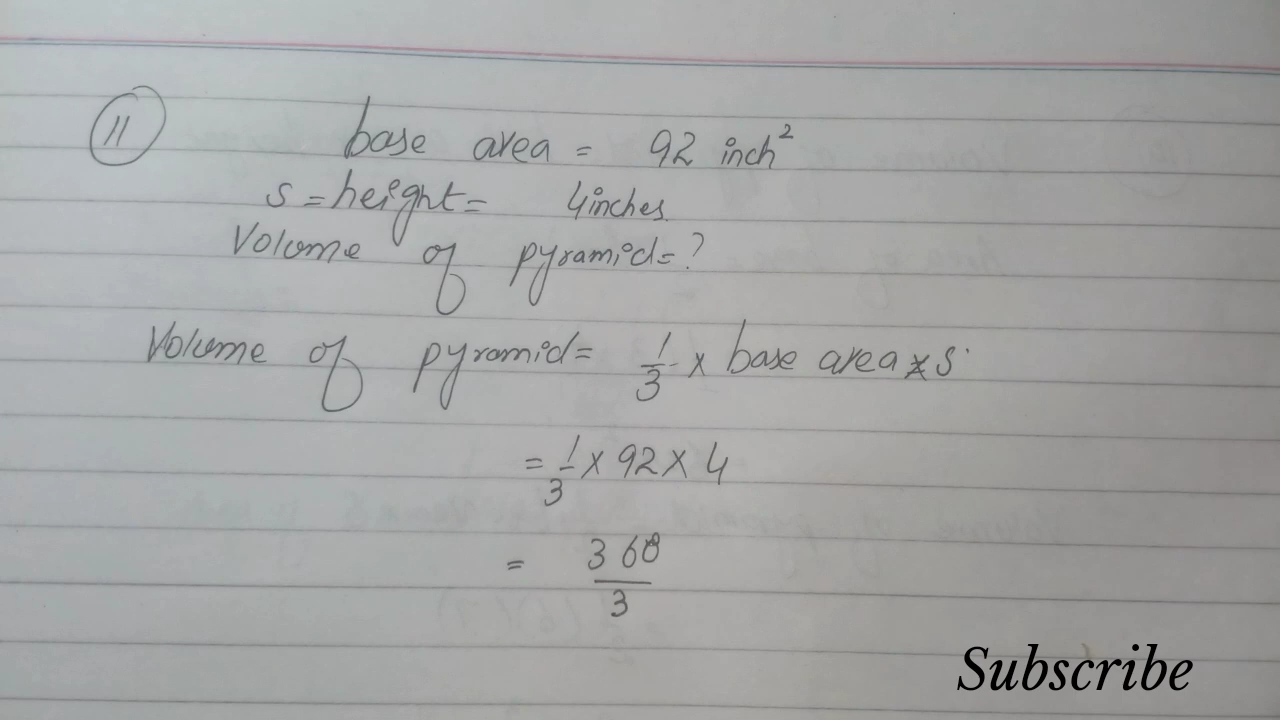 11
base area = 92 inch²
s = height = 4inches
Volume of pyramid = ?
Volume of pyramid = 1/3 x base area x s
= 1/3 x 92 x 4
= 368/3
Subscribe